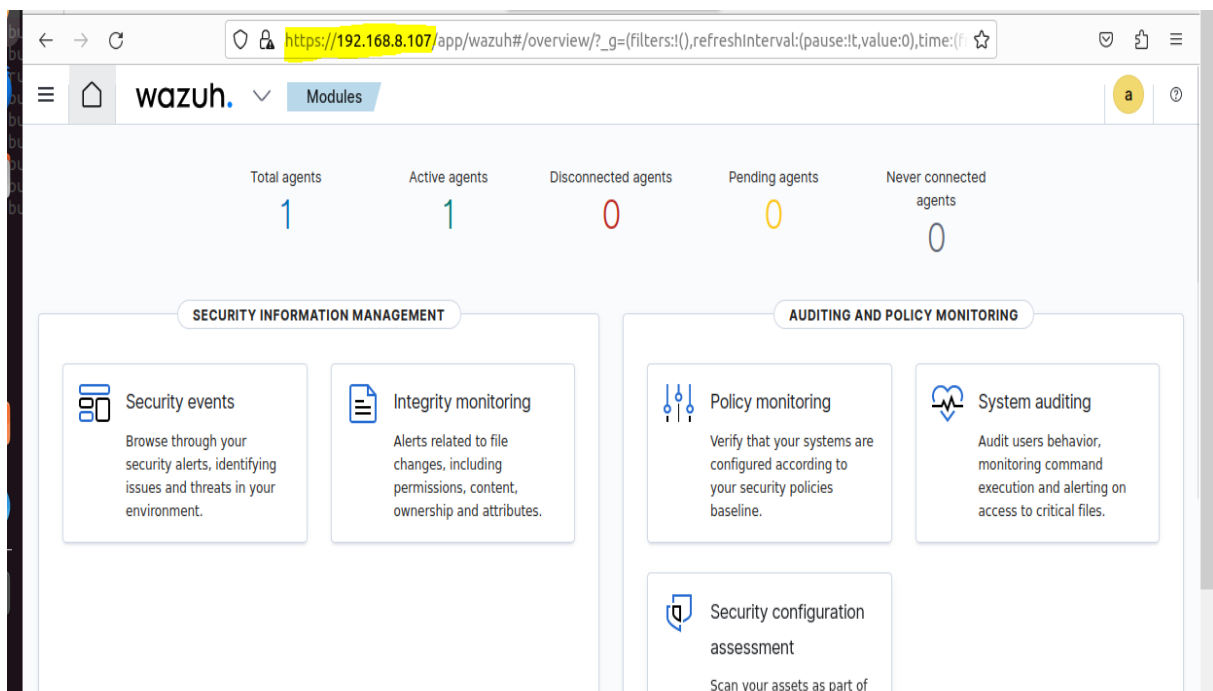 https://192.168.8.107/app/wazuh#/overview/?_g=(filters:!(),refreshInterval:(pause:!t,value:0),time:(f
wazuh. Modules a
Total agents
1
Active agents
1
Disconnected agents
0
Pending agents
0
Never connected
agents
0
SECURITY INFORMATION MANAGEMENT
Security events
Browse through your
security alerts, identifying
issues and threats in your
environment.
Integrity monitoring
Alerts related to file
changes, including
permissions, content,
ownership and attributes.
AUDITING AND POLICY MONITORING
Policy monitoring
Verify that your systems are
configured according to
your security policies
baseline.
System auditing
Audit users behavior,
monitoring command
execution and alerting on
access to critical files.
Security configuration
assessment
Scan your assets as part of